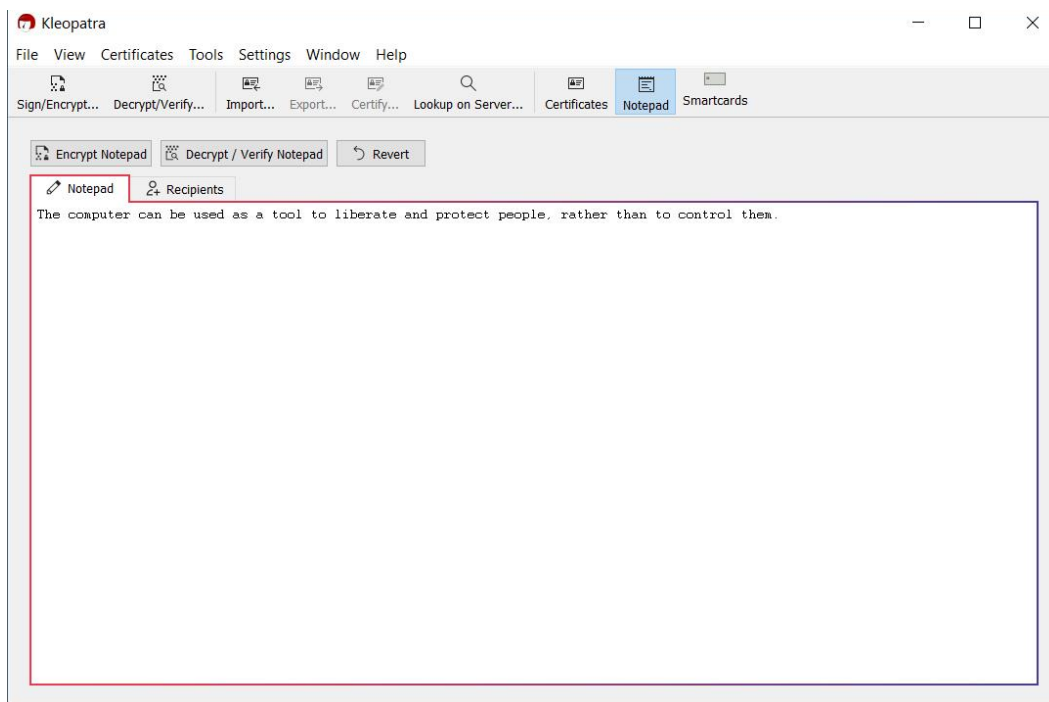 Kleopatra
File View Certificates Tools Settings Window Help
Sign/Encrypt... Decrypt/Verify... Import... Export... Certify... Lookup on Server... Certificates Notepad Smartcards
Encrypt Notepad Decrypt / Verify Notepad Revert
Notepad Recipients
The computer can be used as a tool to liberate and protect people, rather than to control them.